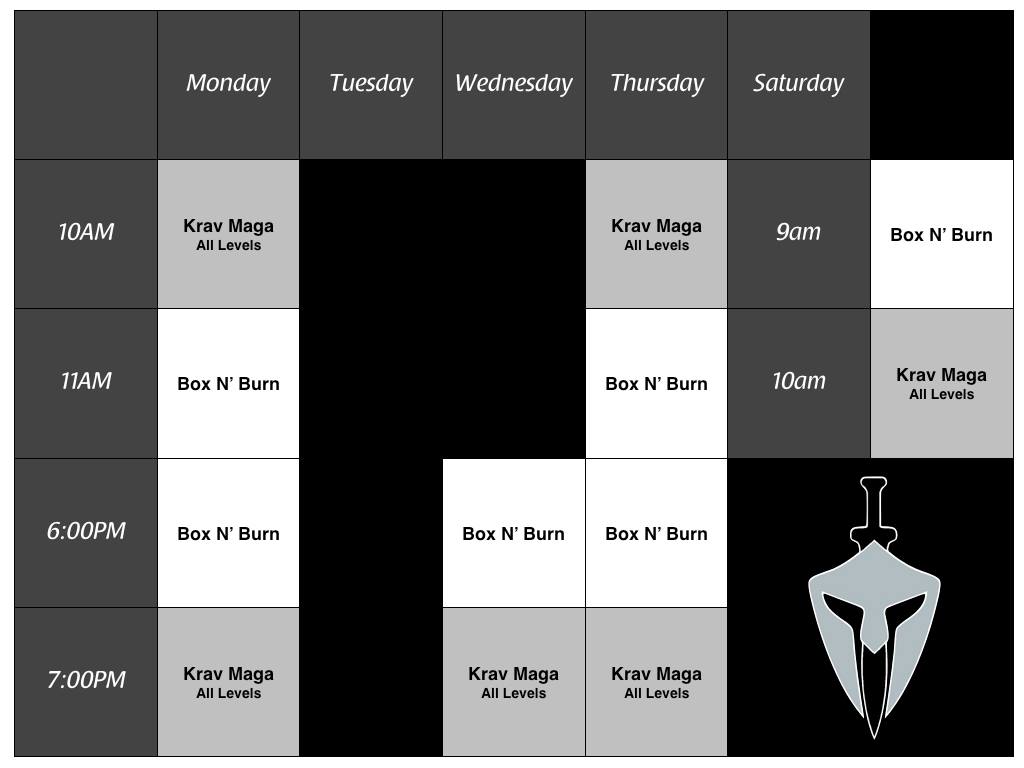 Monday
Tuesday
Wednesday
Thursday
Saturday
10AM
Krav Maga
All Levels
Krav Maga
All Levels
9am
Box N’ Burn
11AM
Box N’ Burn
Box N’ Burn
10am
Krav Maga
All Levels
6:00PM
Box N’ Burn
Box N’ Burn
Box N’ Burn
7:00PM
Krav Maga
All Levels
Krav Maga
All Levels
Krav Maga
All Levels